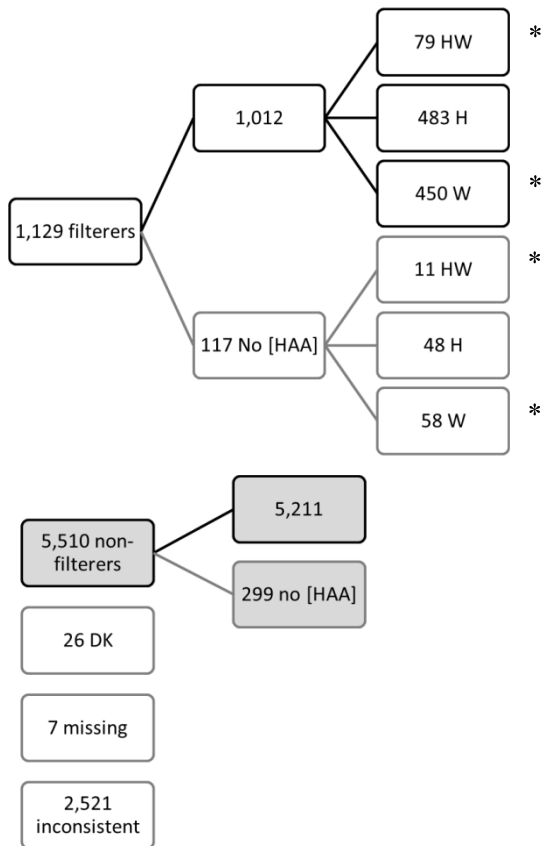 79 HW *
1,012
483 H
450 W *
1,129 filterers
11 HW *
117 No [HAA]
48 H
58 W *
5,211
5,510 non-
filterers
299 no [HAA]
26 DK
7 missing
2,521
inconsistent